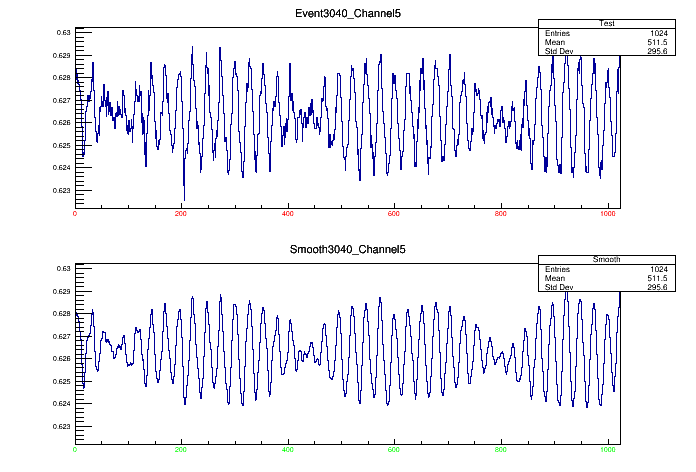 Event3040_Channel5
Test
Entries 1024
Mean 511.5
Std Dev 295.6
0.63
0.629
0.628
0.627
0.626
0.625
0.624
0.623
0 200 400 600 800 1000
Smooth3040_Channel5
Smooth
Entries 1024
Mean 511.5
Std Dev 295.6
0.63
0.629
0.628
0.627
0.626
0.625
0.624
0.623
0 200 400 600 800 1000